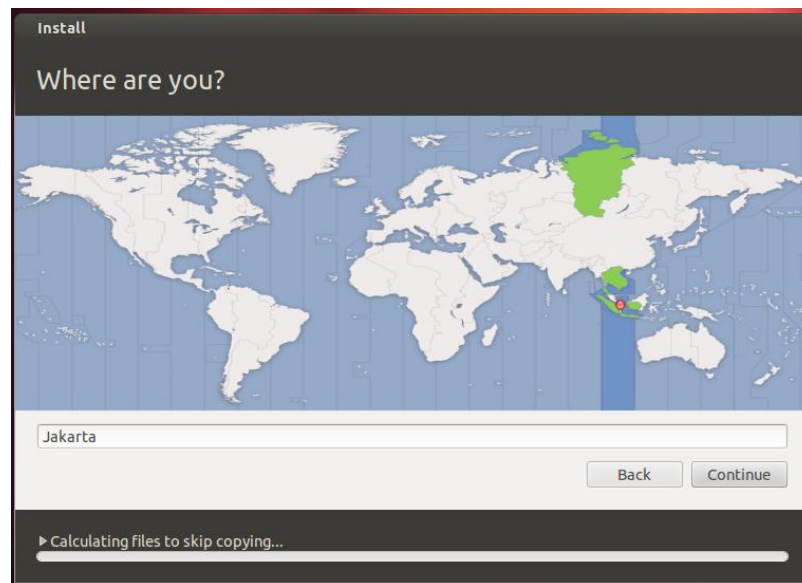 Install
Where are you?
Jakarta
Back Continue
Calculating files to skip copying...